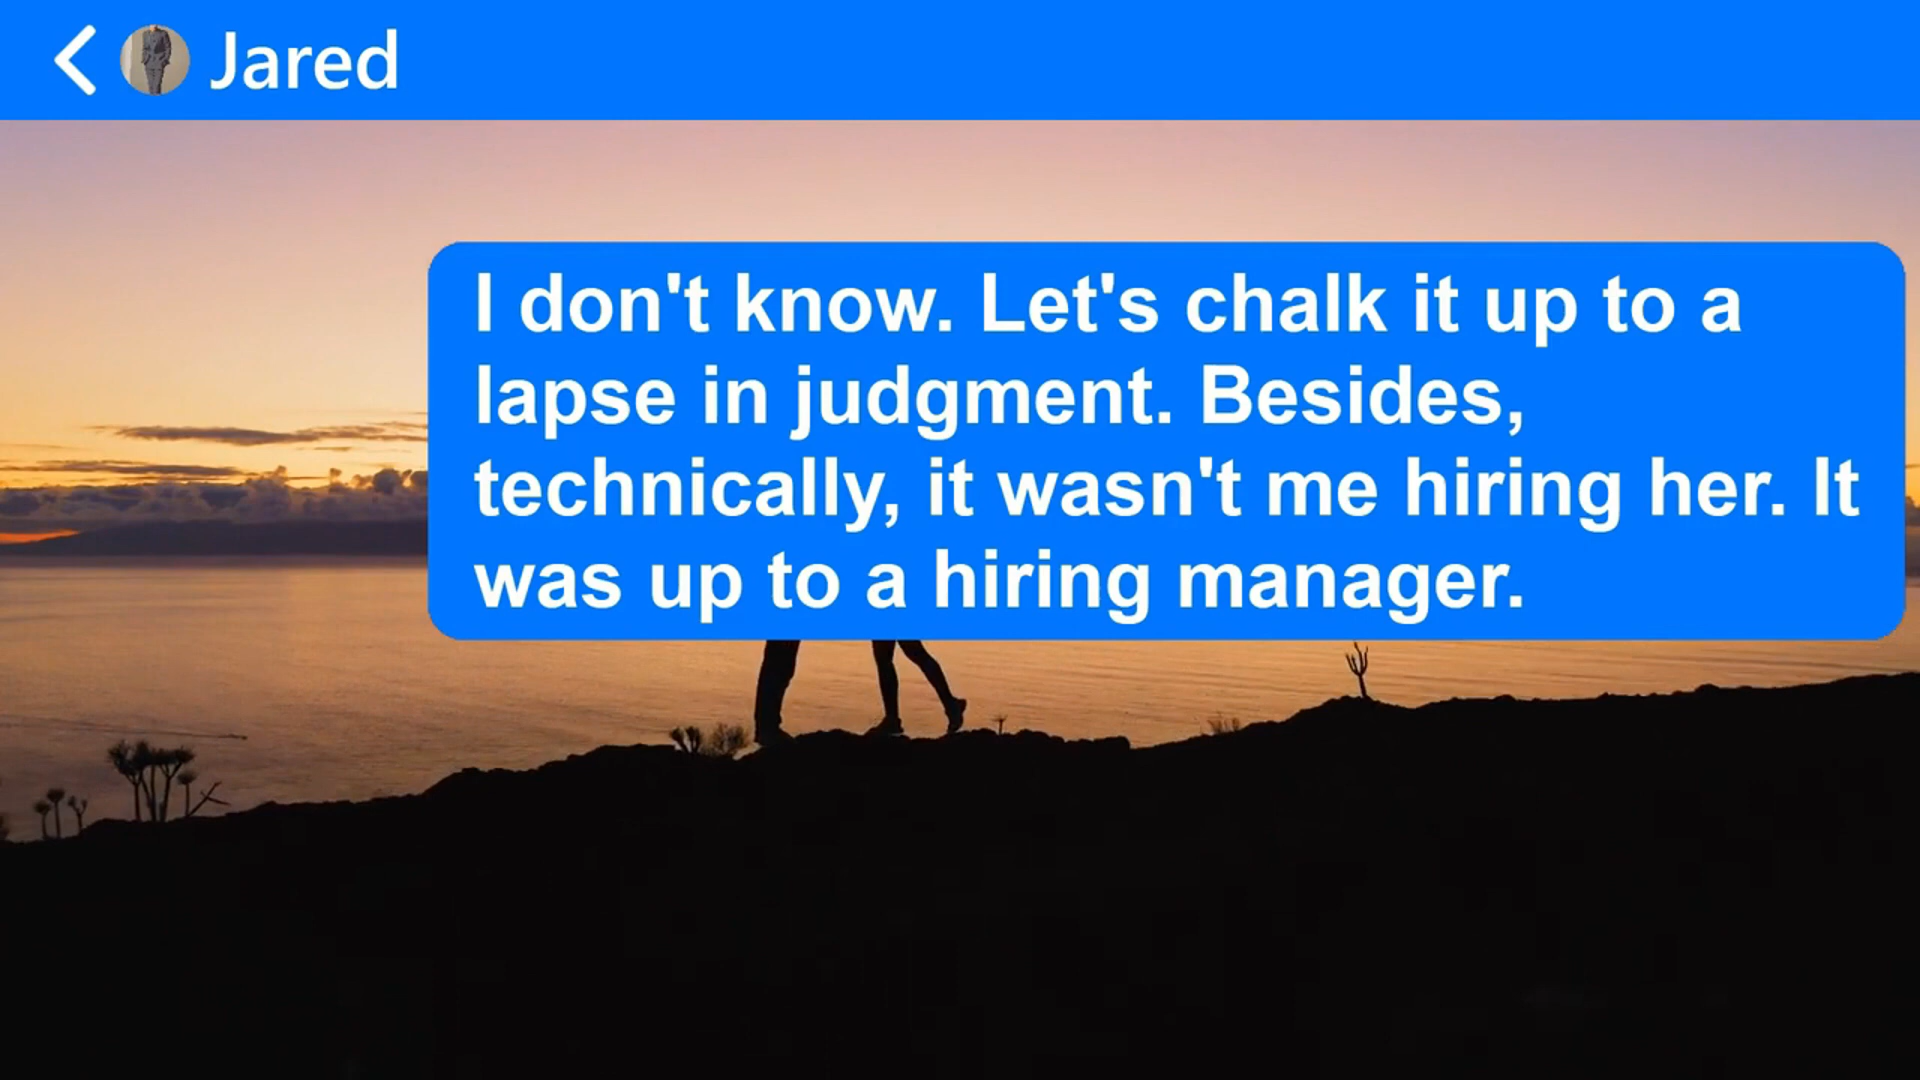 Jared
I don't know. Let's chalk it up to a
lapse in judgment. Besides,
technically, it wasn't me hiring her. It
was up to a hiring manager.